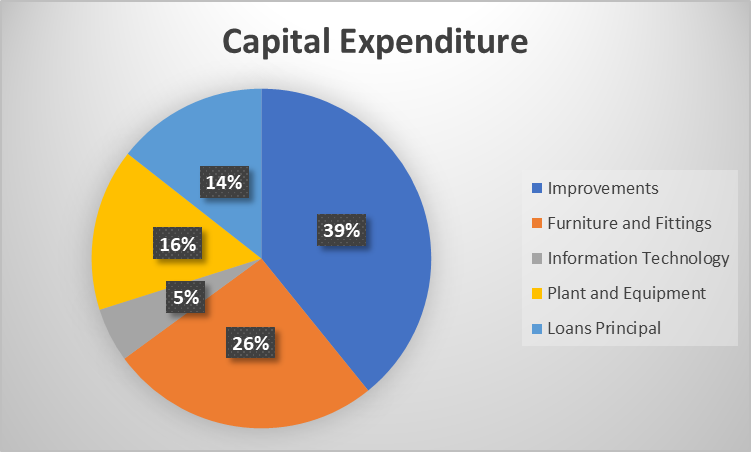 Capital Expenditure
14%
39%
16%
5%
26%
Improvements
Furniture and Fittings
Information Technology
Plant and Equipment
Loans Principal